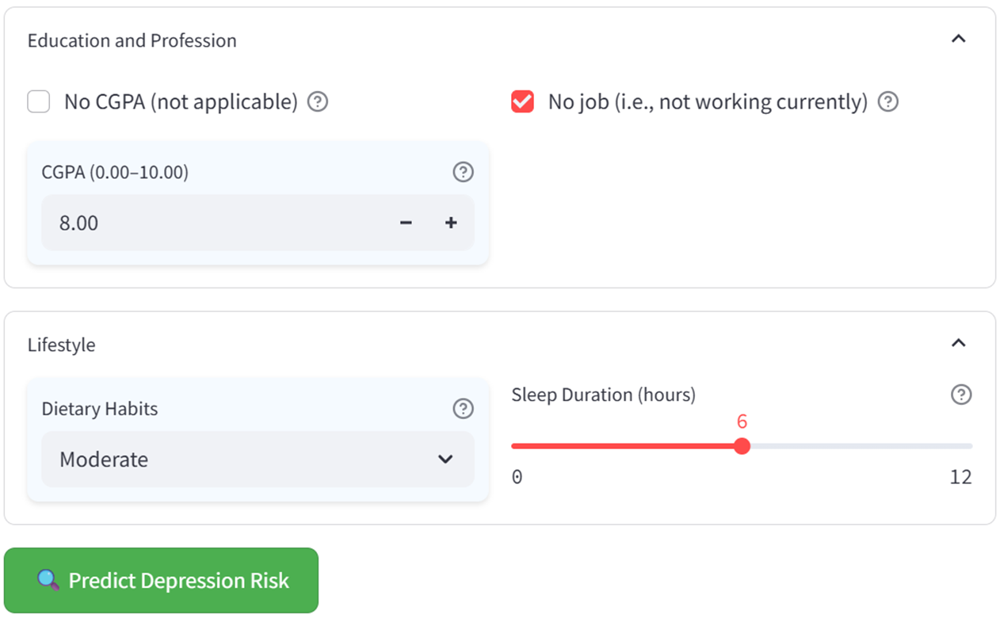 Education and Profession
No CGPA (not applicable)
No job (i.e., not working currently)
CGPA (0.00–10.00)
8.00
Lifestyle
Dietary Habits
Moderate
Sleep Duration (hours)
6
0
12
Predict Depression Risk